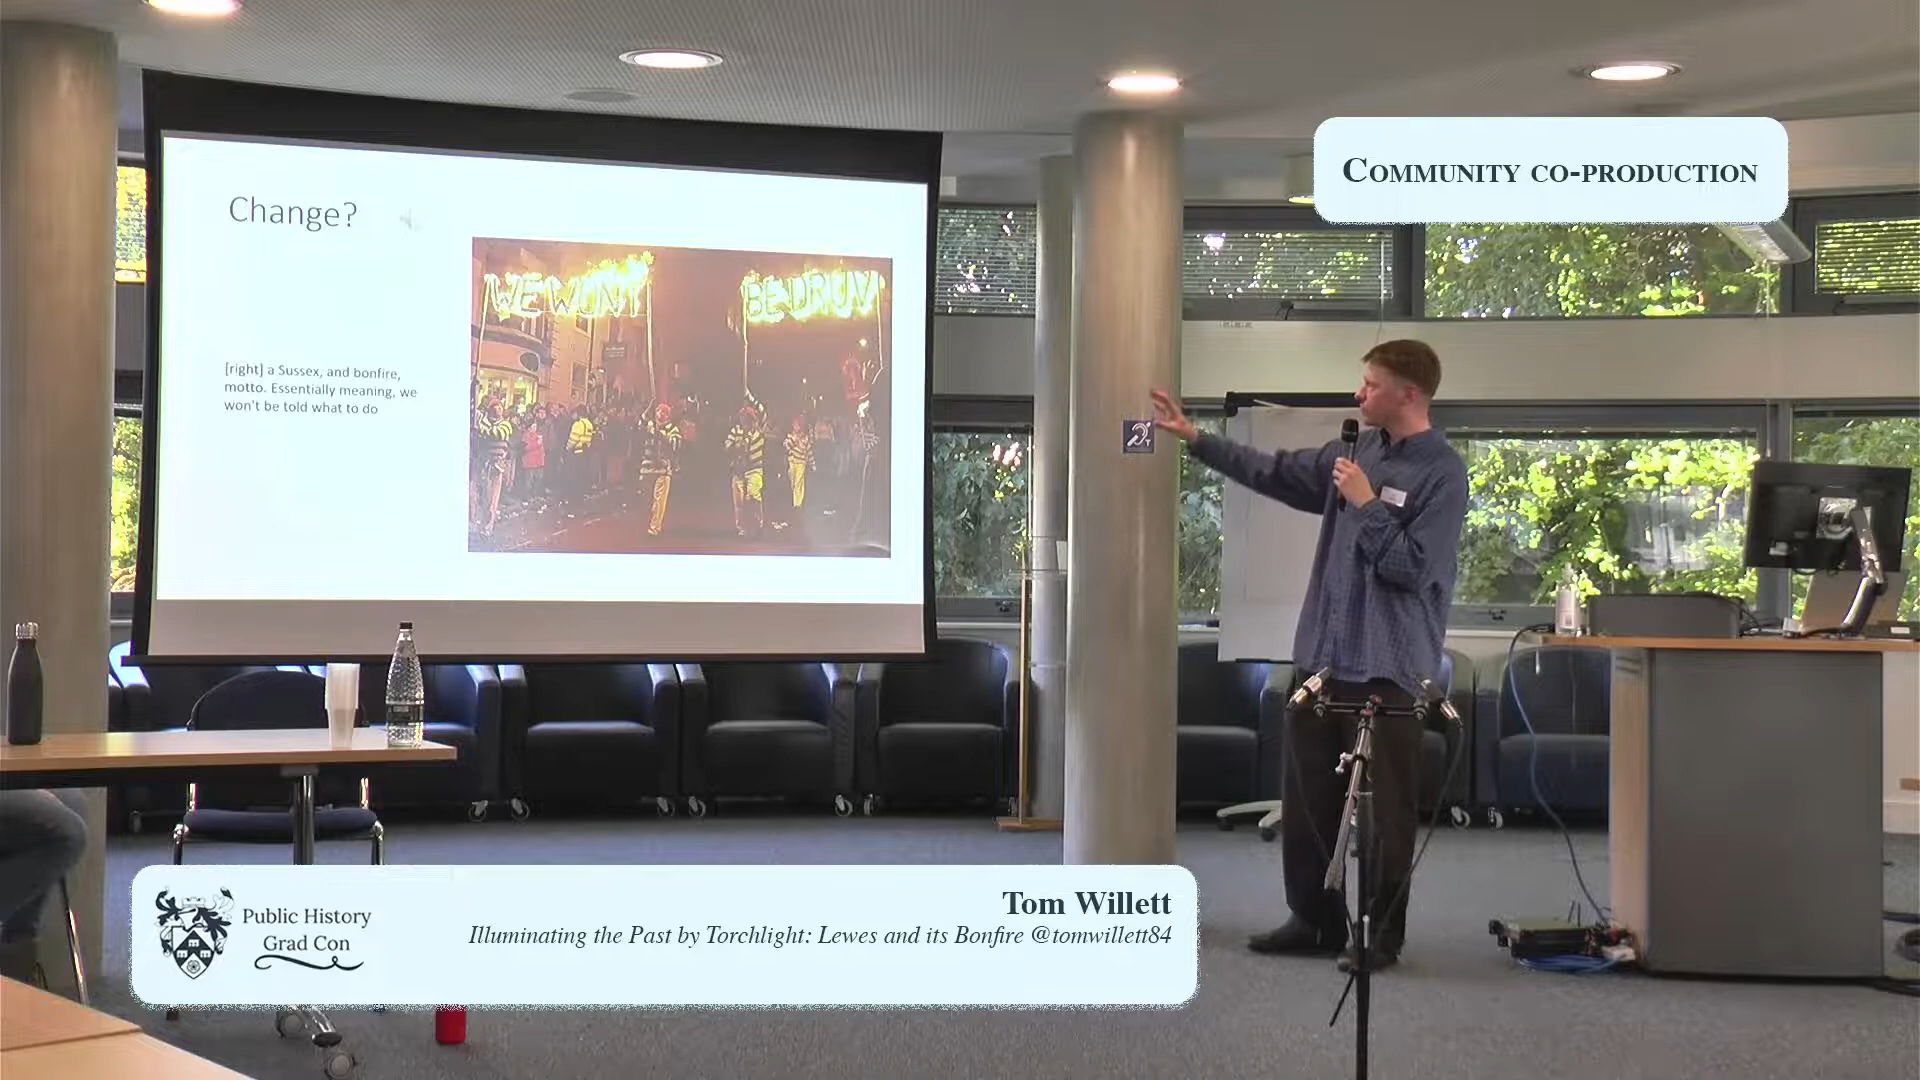 Community co-production
Change?
WE WUNT BE DRUV
[right] a Sussex, and bonfire,
motto. Essentially meaning, we
won't be told what to do
Public History
Grad Con
Tom Willett
Illuminating the Past by Torchlight: Lewes and its Bonfire @tomwillett84